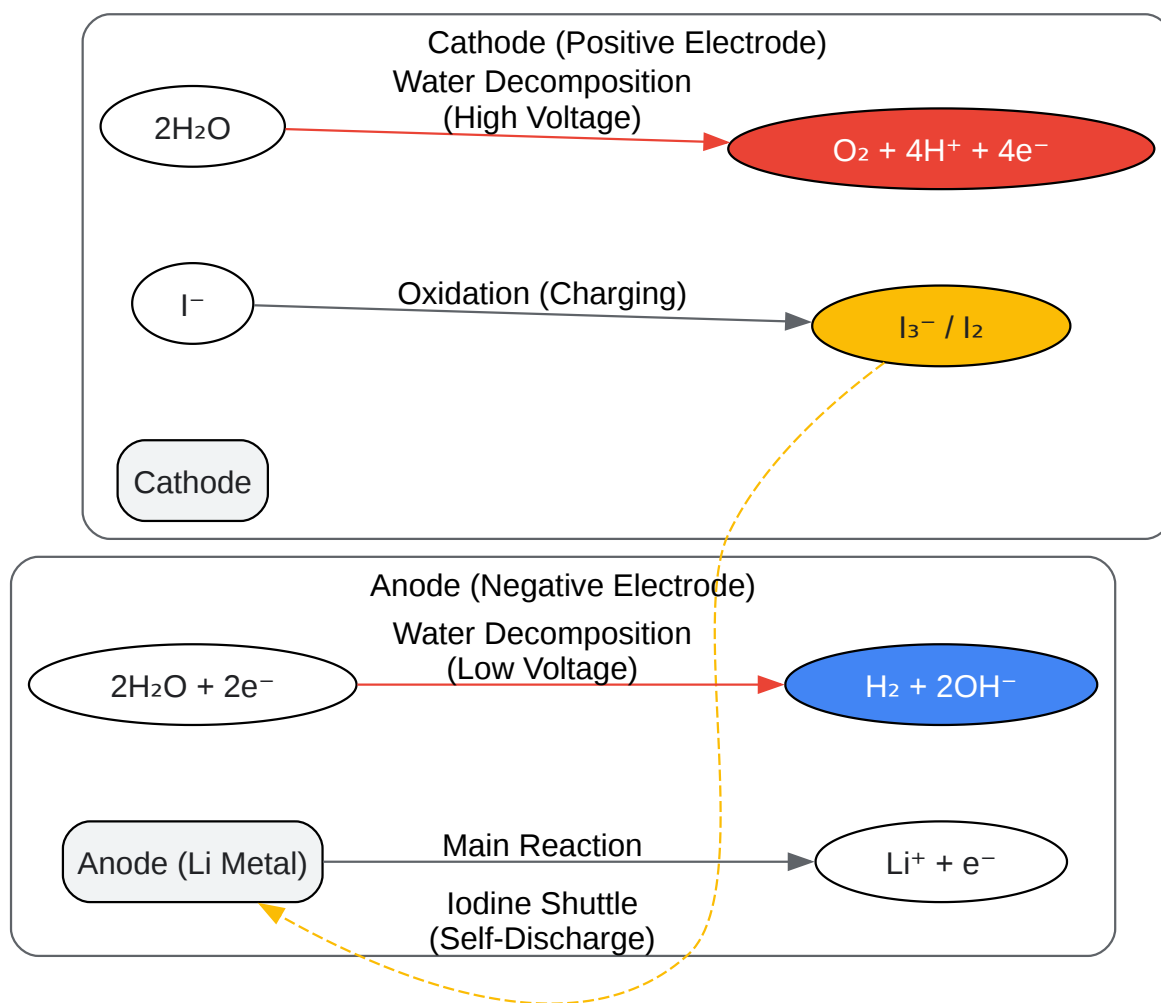 Cathode (Positive Electrode)
Water Decomposition
(High Voltage)
2H₂O
O₂ + 4H⁺ + 4e⁻
I⁻
Oxidation (Charging)
I₃⁻ / I₂
Cathode
Anode (Negative Electrode)
Water Decomposition
(Low Voltage)
2H₂O + 2e⁻
H₂ + 2OH⁻
Anode (Li Metal)
Main Reaction
Li⁺ + e⁻
Iodine Shuttle
(Self-Discharge)